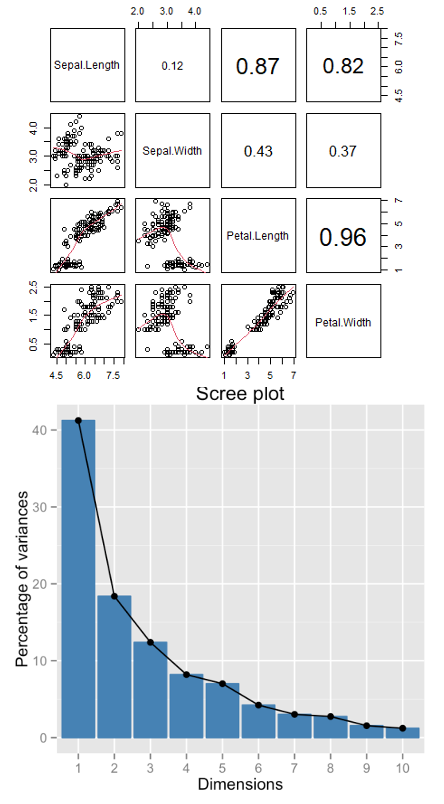 2.0 3.0 4.0
0.5 1.5 2.5
Sepal.Length
0.12
0.87
0.82
4.5 6.0 7.5
2.0 3.0 4.0
Sepal.Width
0.43
0.37
Petal.Length
0.96
1 3 5 7
0.5 1.5 2.5
Petal.Width
4.5 6.0 7.5
1 3 5 7
Scree plot
Percentage of variances
40
30
20
10
0
1 2 3 4 5 6 7 8 9 10
Dimensions